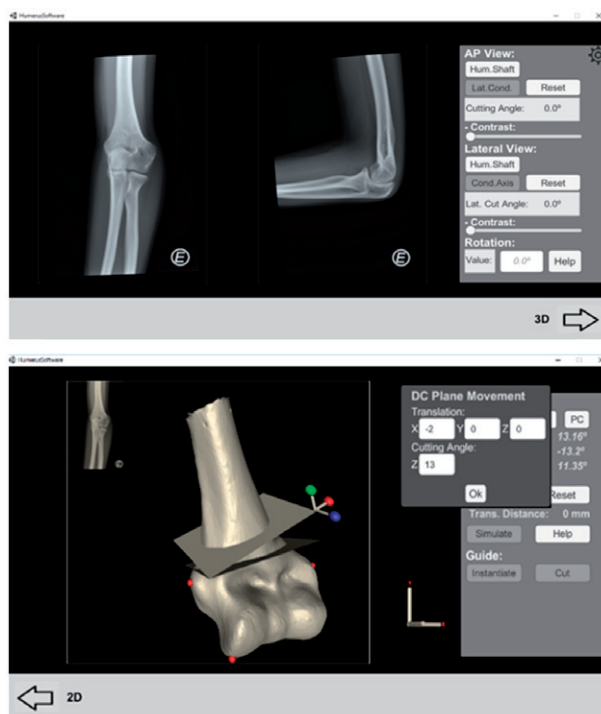 HumerusSoftware
AP View:
Hum.Shaft
Lat.Cond. Reset
Cutting Angle: 0.0º
- Contrast:
Lateral View:
Hum.Shaft
Cond.Axis Reset
Lat. Cut Angle: 0.0º
- Contrast:
Rotation:
Value: 0.0º Help
E
E
3D
HumerusSoftware
DC Plane Movement
Translation:
X -2 Y 0 Z 0
Cutting Angle:
Z 13
Ok
PC
13.16º
-13.2º
11.35º
Reset
Trans. Distance: 0 mm
Simulate Help
Guide:
Instantiate Cut
2D